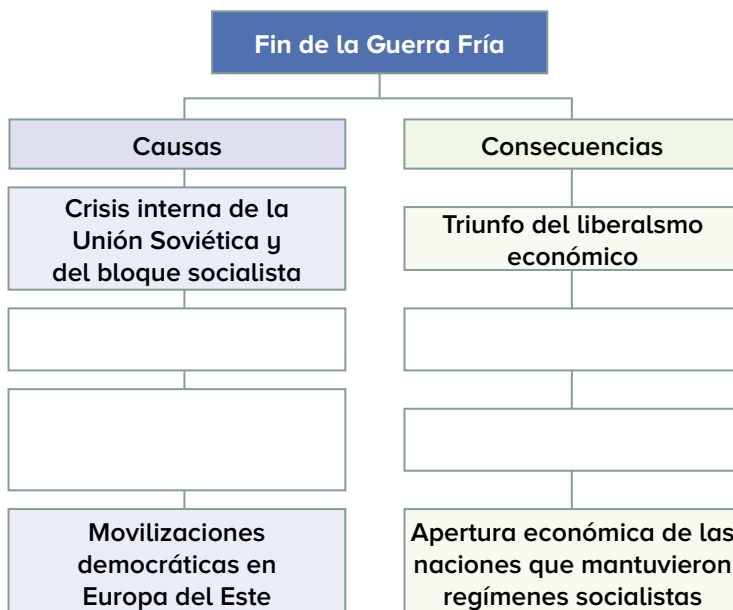 Fin de la Guerra Fría
Causas
Crisis interna de la
Unión Soviética y
del bloque socialista
Movilizaciones
democráticas en
Europa del Este
Consecuencias
Triunfo del liberalsmo
económico
Apertura económica de las
naciones que mantuvieron
regímenes socialistas